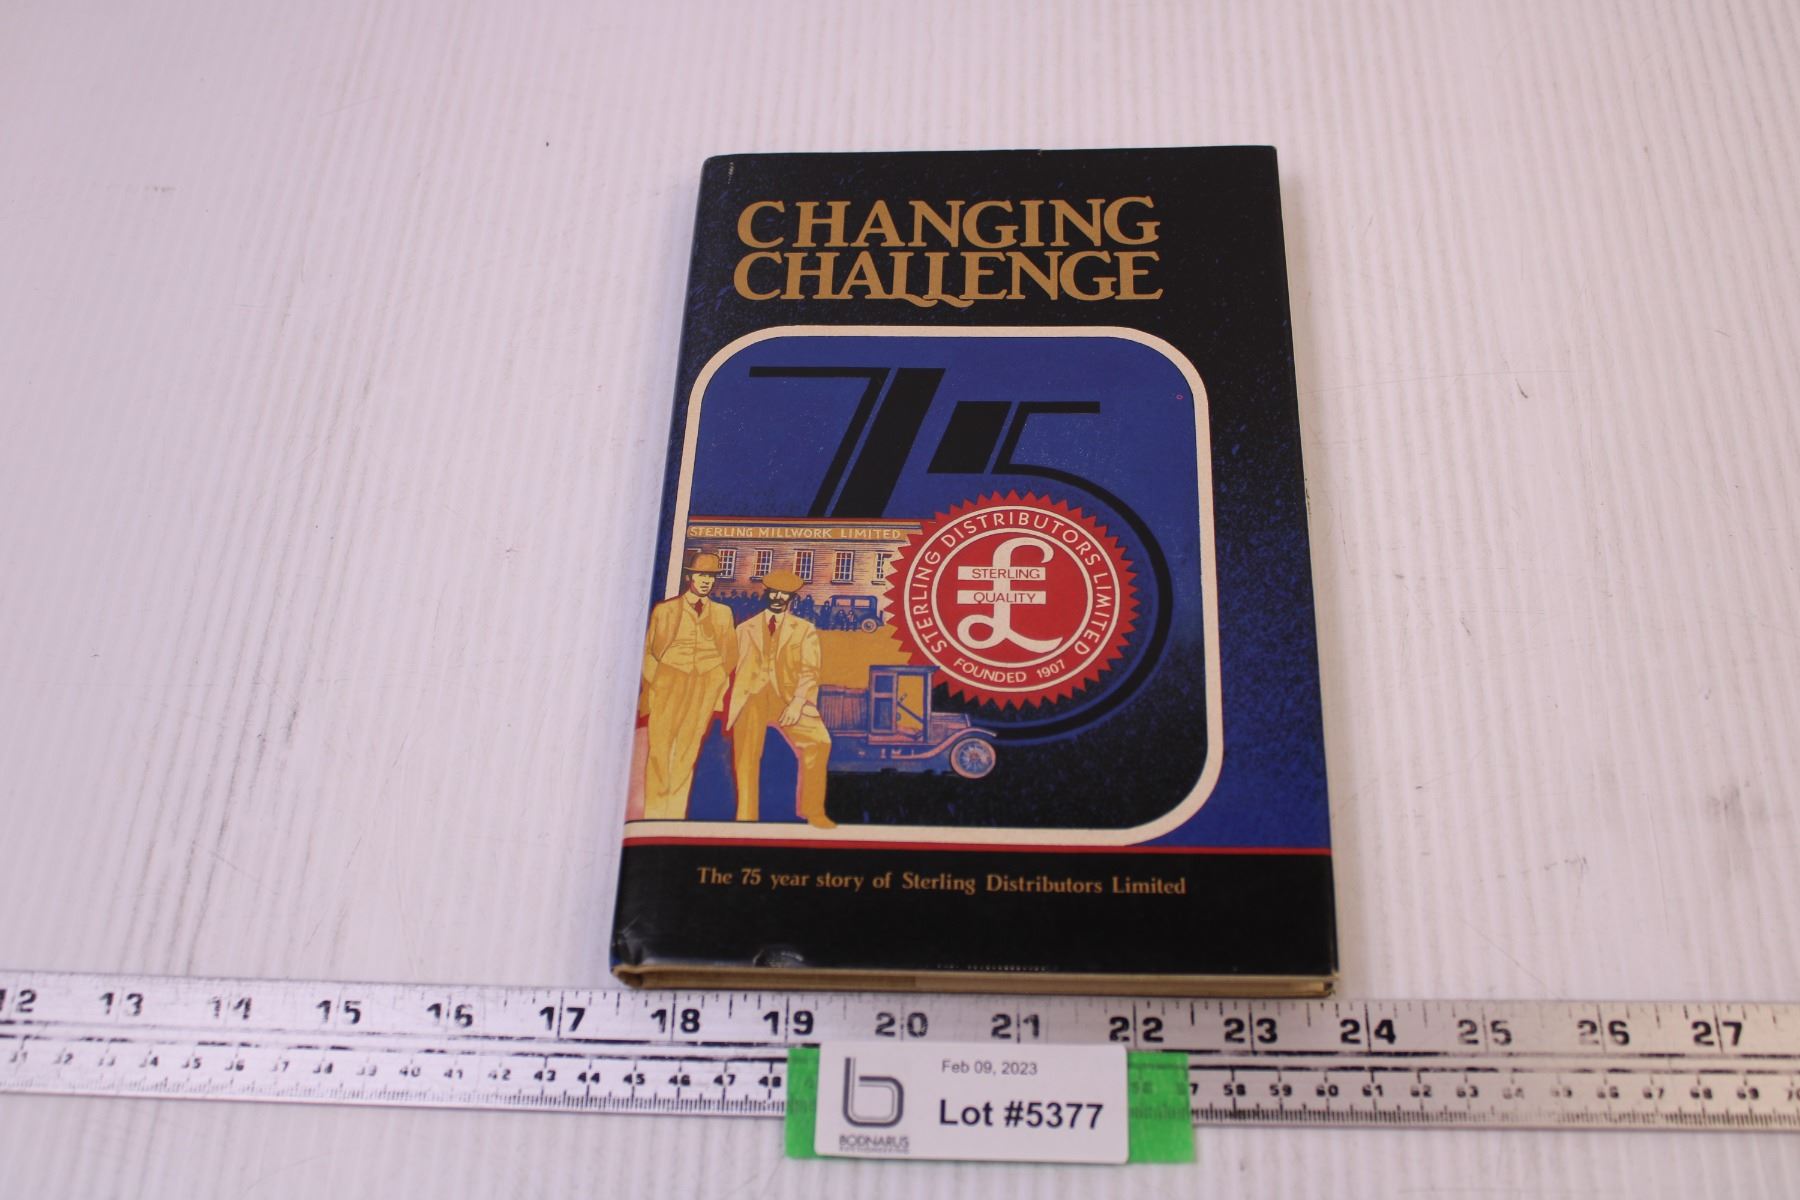 CHANGING
CHALLENGE
75
STERLING MILLWORK LIMITED
STERLING DISTRIBUTORS LIMITED
£
STERLING
QUALITY
FOUNDED 1907
The 75 year story of Sterling Distributors Limited
12 13 14 15 16 17 18 19 20 21 22 23 24 25 26 27
31 32 33 34 35 36 37 38 39 40 41 42 43 44 45 46 47 48 57 58 59 60 61 62 63 64 65 66 67 68 69
Feb 09, 2023
Lot #5377
BODNARUS